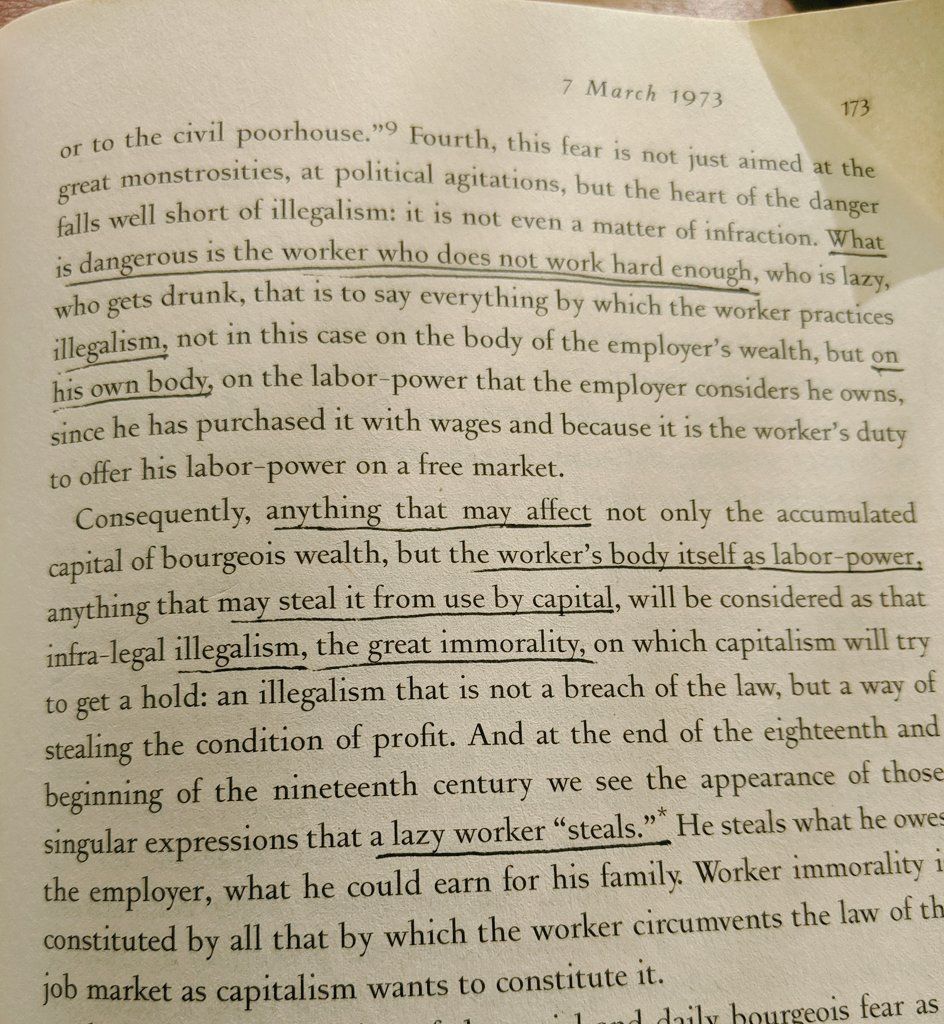 7 March 1973
173
or to the civil poorhouse.”9 Fourth, this fear is not just aimed at the
great monstrosities, at political agitations, but the heart of the danger
falls well short of illegalism: it is not even a matter of infraction. What
is dangerous is the worker who does not work hard enough, who is lazy,
who gets drunk, that is to say everything by which the worker practices
illegalism, not in this case on the body of the employer’s wealth, but on
his own body, on the labor-power that the employer considers he owns,
since he has purchased it with wages and because it is the worker’s duty
to offer his labor-power on a free market.
Consequently, anything that may affect not only the accumulated
capital of bourgeois wealth, but the worker’s body itself as labor-power,
anything that may steal it from use by capital, will be considered as that
infra-legal illegalism, the great immorality, on which capitalism will try
to get a hold: an illegalism that is not a breach of the law, but a way of
stealing the condition of profit. And at the end of the eighteenth and
beginning of the nineteenth century we see the appearance of those
singular expressions that a lazy worker “steals.”* He steals what he owes
the employer, what he could earn for his family. Worker immorality i
constituted by all that by which the worker circumvents the law of th
job market as capitalism wants to constitute it.
and daily bourgeois fear as